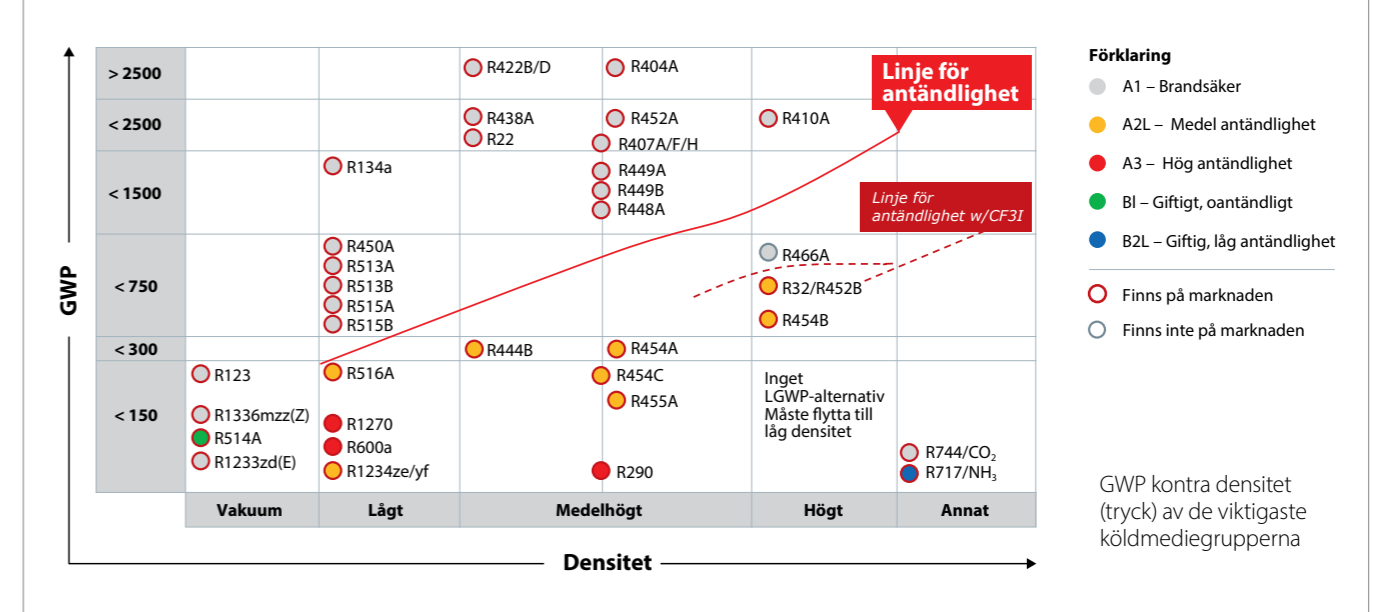 GWP
> 2500
R422B/D
R404A
Linje för
antändlighet
< 2500
R438A
R22
R452A
R407A/F/H
R410A
< 1500
R134a
R449A
R449B
R448A
Linje för
antändlighet w/CF3I
< 750
R450A
R513A
R513B
R515A
R515B
R466A
R32/R452B
R454B
< 300
R444B
R454A
< 150
R123
R1336mzz(Z)
R514A
R1233zd(E)
R516A
R1270
R600a
R1234ze/yf
R454C
R455A
R290
Inget
LGWP-alternativ
Måste flytta till
låg densitet
R744/CO₂
R717/NH₃
Vakuum
Lågt
Medelhögt
Högt
Annat
Densitet
Förklaring
A1 – Brandsäker
A2L – Medel antändlighet
A3 – Hög antändlighet
Bl – Giftigt, oantändligt
B2L – Giftig, låg antändlighet
Finns på marknaden
Finns inte på marknaden
GWP kontra densitet
(tryck) av de viktigaste
köldmediegrupperna